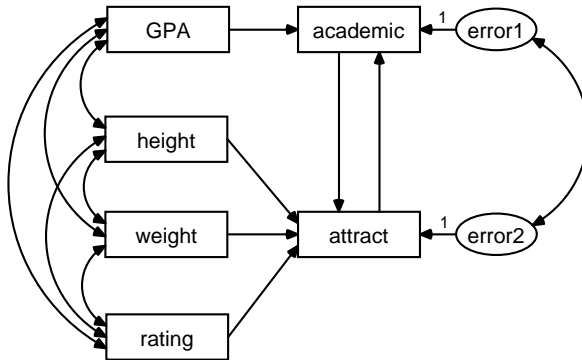 GPA academic 1 error1
height
weight attract 1 error2
rating